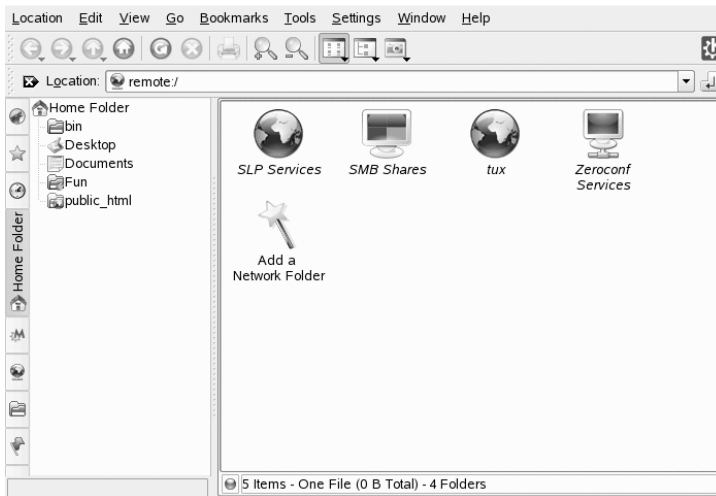 Location Edit View Go Bookmarks Tools Settings Window Help
Location: remote:/
Home Folder
bin
Desktop
Documents
Fun
public_html
Home Folder
SLP Services SMB Shares tux Zeroconf
Services
Add a
Network Folder
5 Items - One File (0 B Total) - 4 Folders